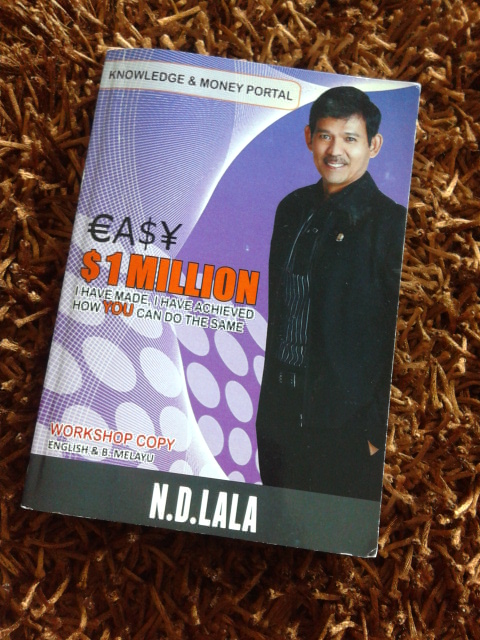 KNOWLEDGE & MONEY PORTAL
€A$¥
$1 MILLION
I HAVE MADE, I HAVE ACHIEVED
HOW YOU CAN DO THE SAME
WORKSHOP COPY
ENGLISH & B. MELAYU
N.D.LALA